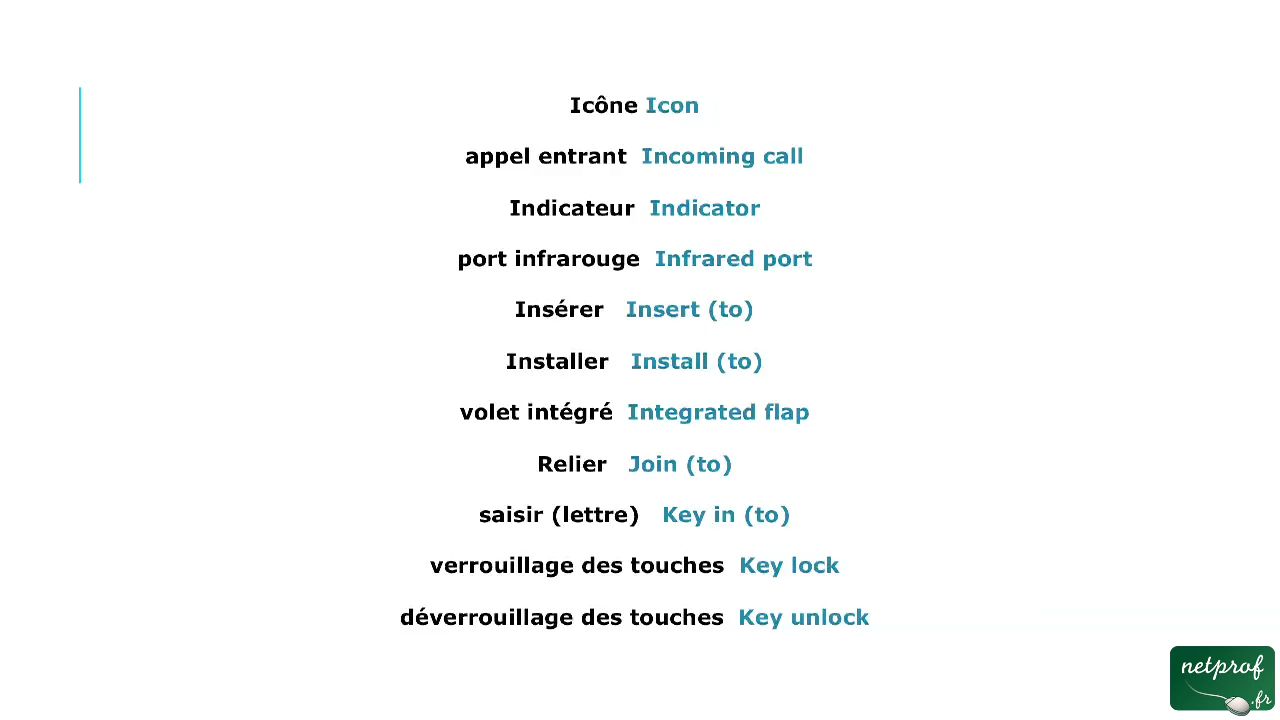 Icône Icon
appel entrant Incoming call
Indicateur Indicator
port infrarouge Infrared port
Insérer Insert (to)
Installer Install (to)
volet intégré Integrated flap
Relier Join (to)
saisir (lettre) Key in (to)
verrouillage des touches Key lock
déverrouillage des touches Key unlock
netprof
.fr